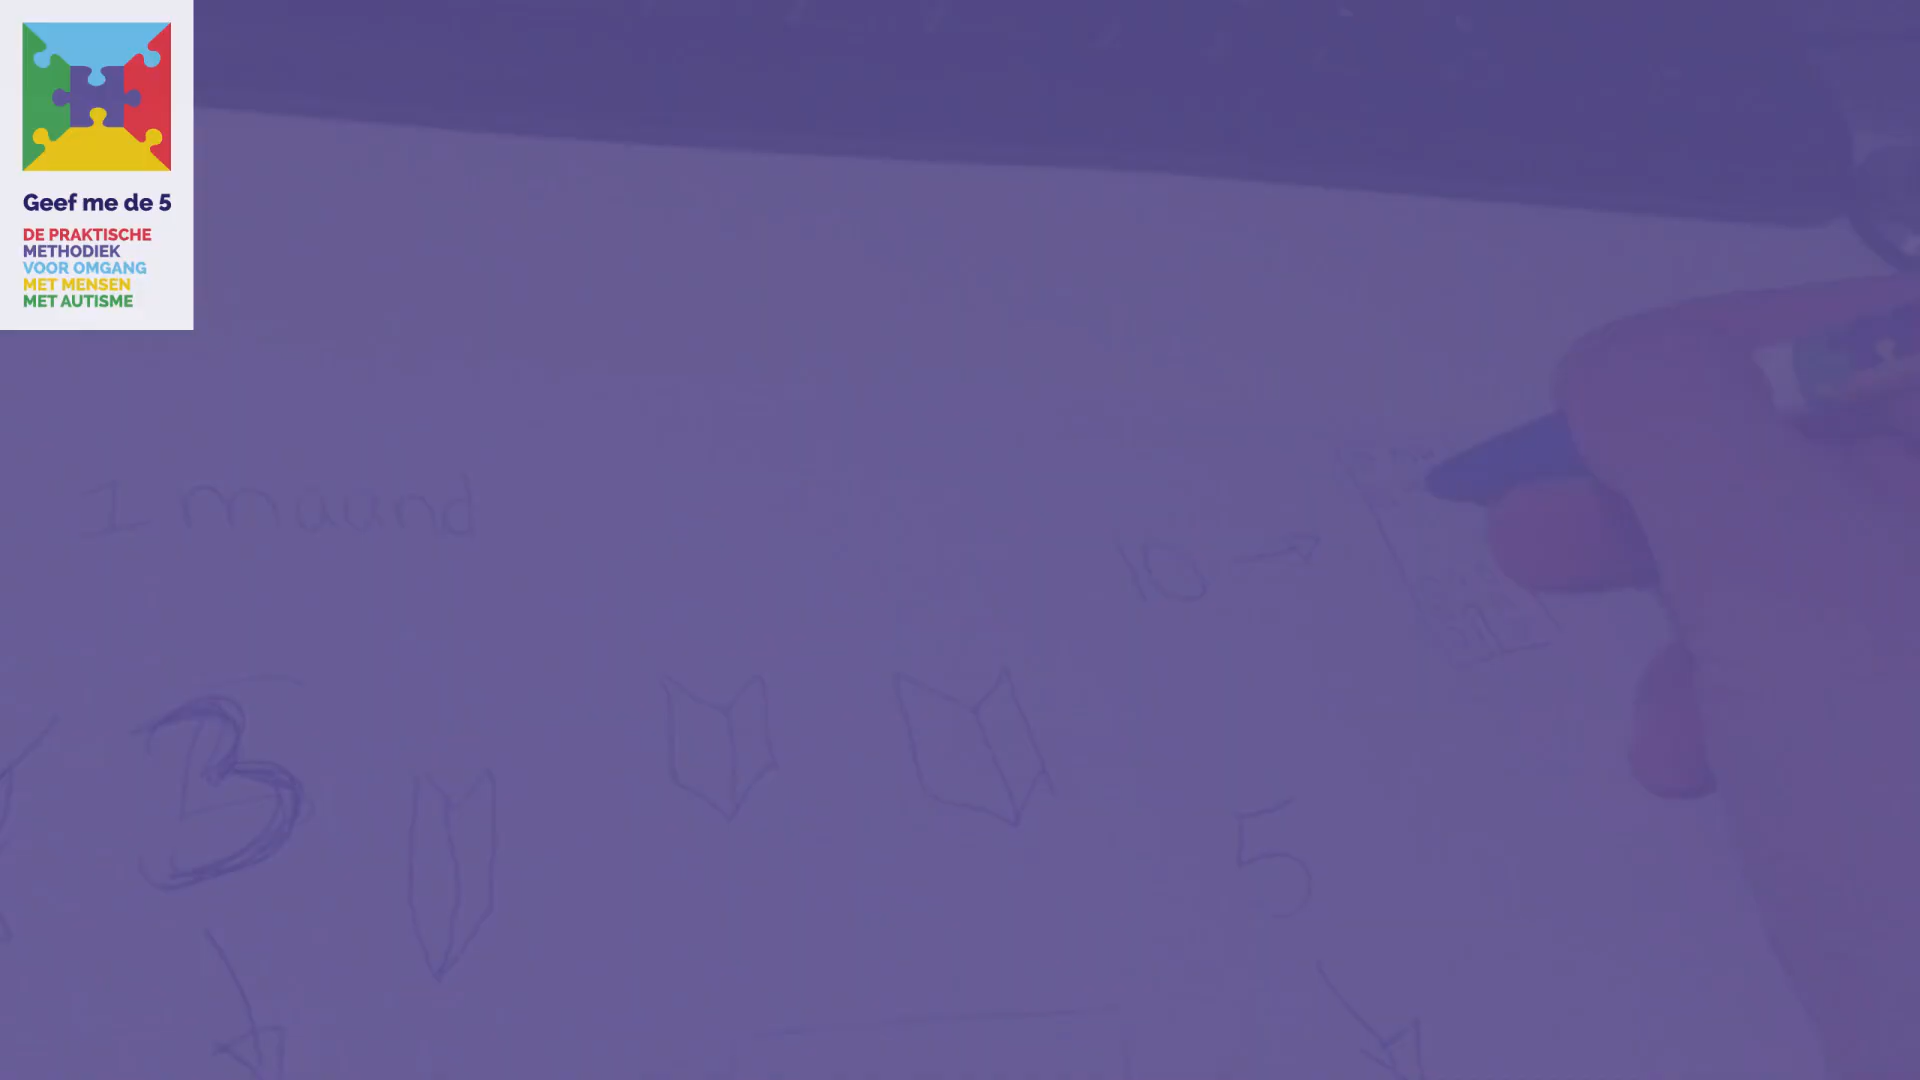 Geef me de 5
DE PRAKTISCHE
METHODIEK
VOOR OMGANG
MET MENSEN
MET AUTISME
1 maand
10 →
3
5